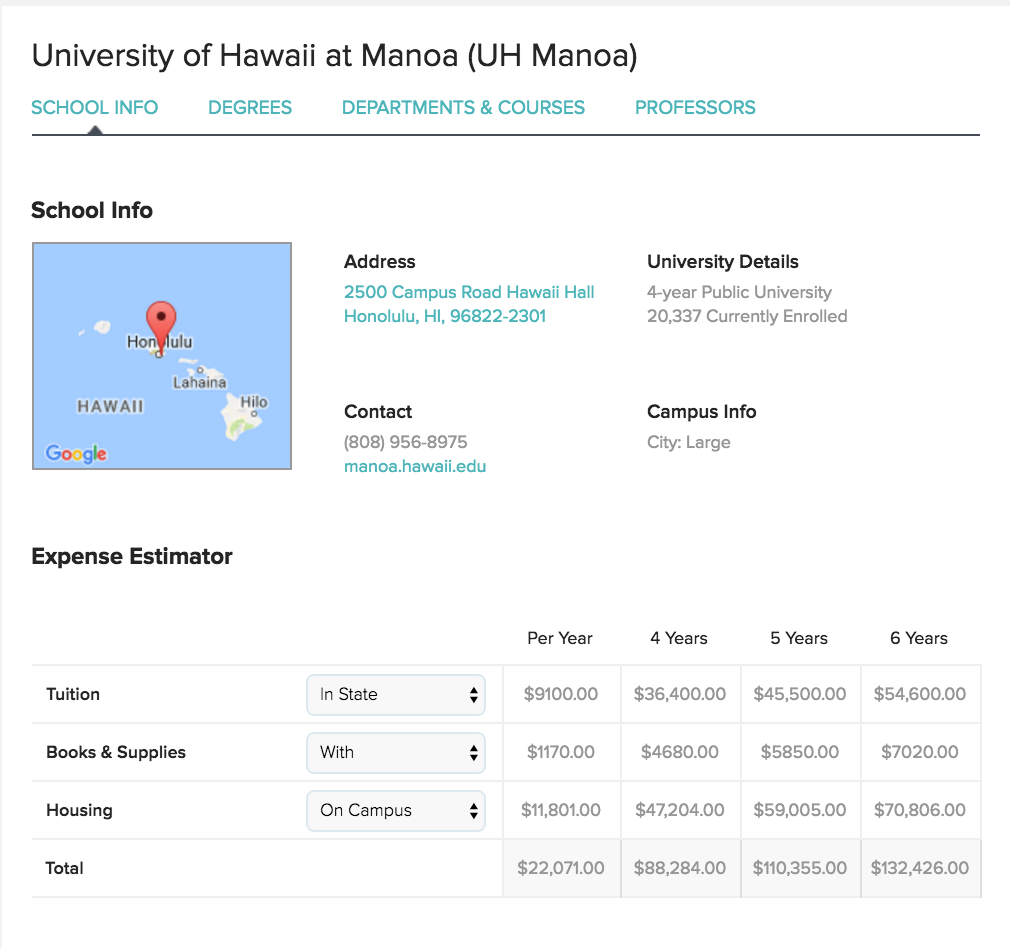 University of Hawaii at Manoa (UH Manoa)
SCHOOL INFO DEGREES DEPARTMENTS & COURSES PROFESSORS
School Info
Honolulu
Lahaina
HAWAII
Hilo
Google
Address
2500 Campus Road Hawaii Hall
Honolulu, HI, 96822-2301
University Details
4-year Public University
20,337 Currently Enrolled
Contact
(808) 956-8975
manoa.hawaii.edu
Campus Info
City: Large
Expense Estimator
Per Year 4 Years 5 Years 6 Years
Tuition In State $9100.00 $36,400.00 $45,500.00 $54,600.00
Books & Supplies With $1170.00 $4680.00 $5850.00 $7020.00
Housing On Campus $11,801.00 $47,204.00 $59,005.00 $70,806.00
Total $22,071.00 $88,284.00 $110,355.00 $132,426.00